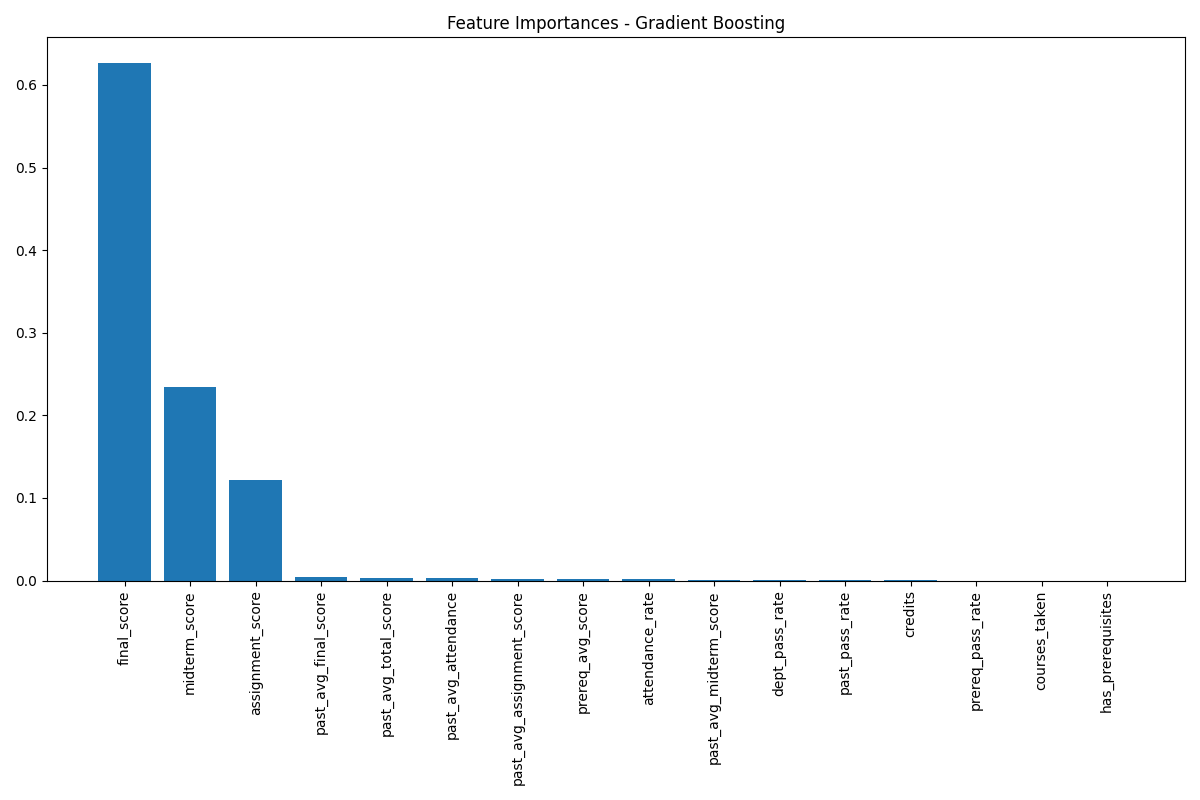 Feature Importances - Gradient Boosting
0.6
0.5
0.4
0.3
0.2
0.1
0.0
final_score
midterm_score
assignment_score
past_avg_final_score
past_avg_total_score
past_avg_attendance
past_avg_assignment_score
prereq_avg_score
attendance_rate
past_avg_midterm_score
dept_pass_rate
past_pass_rate
credits
prereq_pass_rate
courses_taken
has_prerequisites